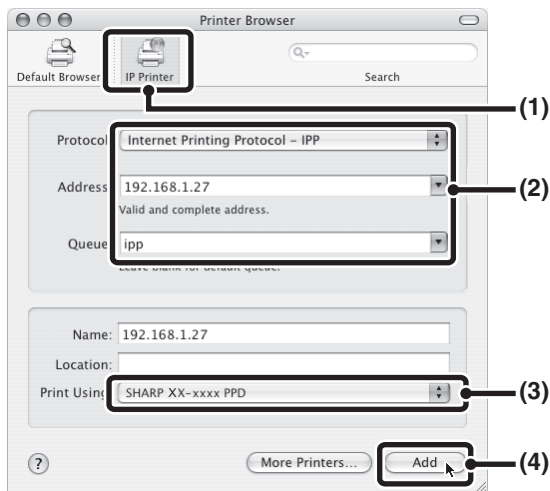 Printer Browser
Default Browser IP Printer Search
(1)
Protocol Internet Printing Protocol – IPP
Address 192.168.1.27
(2)
Valid and complete address.
Queue ipp
Leave blank for default queue.
Name: 192.168.1.27
Location:
Print Using SHARP XX-xxxx PPD
(3)
? More Printers... Add
(4)